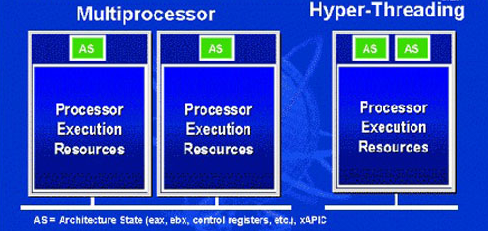 Multiprocessor
Hyper-Threading
AS
AS
AS
AS
Processor
Execution
Resources
Processor
Execution
Resources
Processor
Execution
Resources
AS = Architecture State (eax, ebx, control registers, etc.), xAPIC